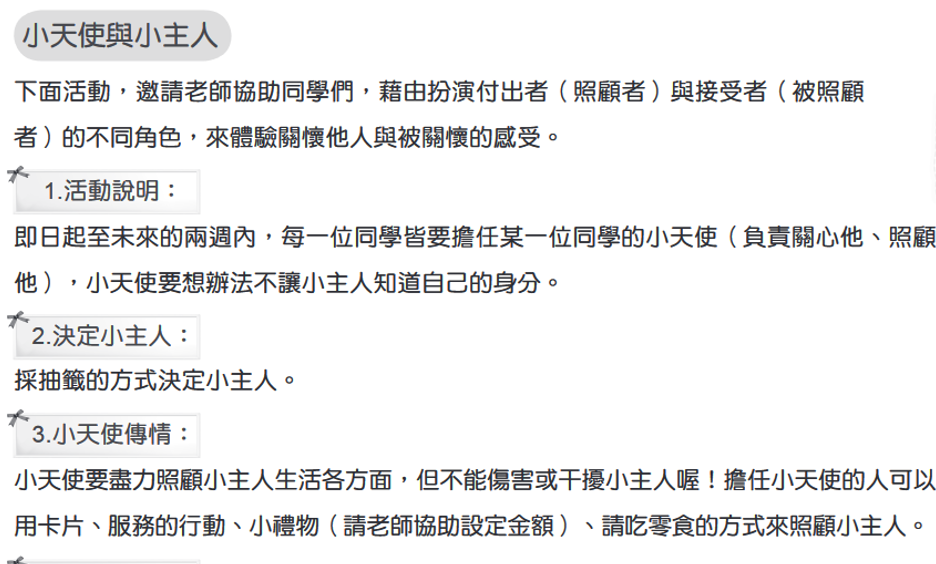 小天使與小主人
下面活動，邀請老師協助同學們，藉由扮演付出者（照顧者）與接受者（被照顧
者）的不同角色，來體驗關懷他人與被關懷的感受。
1.活動說明：
即日起至未來的兩週內，每一位同學皆要擔任某一位同學的小天使（負責關心他、照顧
他），小天使要想辦法不讓小主人知道自己的身分。
2.決定小主人：
採抽籤的方式決定小主人。
3.小天使傳情：
小天使要盡力照顧小主人生活各方面，但不能傷害或干擾小主人喔！擔任小天使的人可以
用卡片、服務的行動、小禮物（請老師協助設定金額）、請吃零食的方式來照顧小主人。